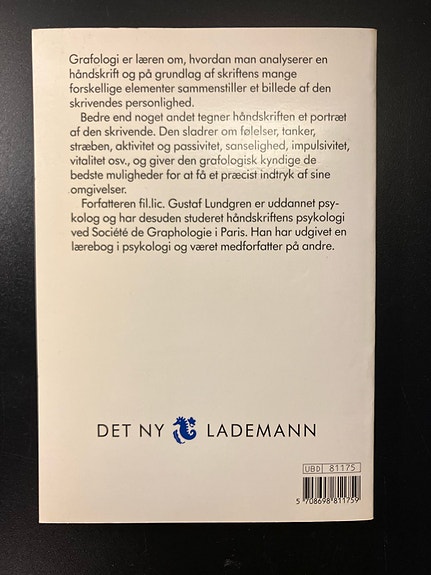 Grafologi er læren om, hvordan man analyserer en
håndskrift og på grundlag af skriftens mange
forskellige elementer sammenstiller et billede af den
skrivendes personlighed.
Bedre end noget andet tegner håndskriften et portræt
af den skrivende. Den sladrer om følelser, tanker,
stræben, aktivitet og passivitet, sanselighed, impulsivitet,
vitalitet osv., og giver den grafologisk kyndige de
bedste muligheder for at få et præcist indtryk af sine
omgivelser.
Forfatteren fil.lic. Gustaf Lundgren er uddannet psy-
kolog og har desuden studeret håndskriftens psykologi
ved Société de Graphologie i Paris. Han har udgivet en
lærebog i psykologi og været medforfatter på andre.
DET NY LADEMANN
UBD 81175
5 708698 811759